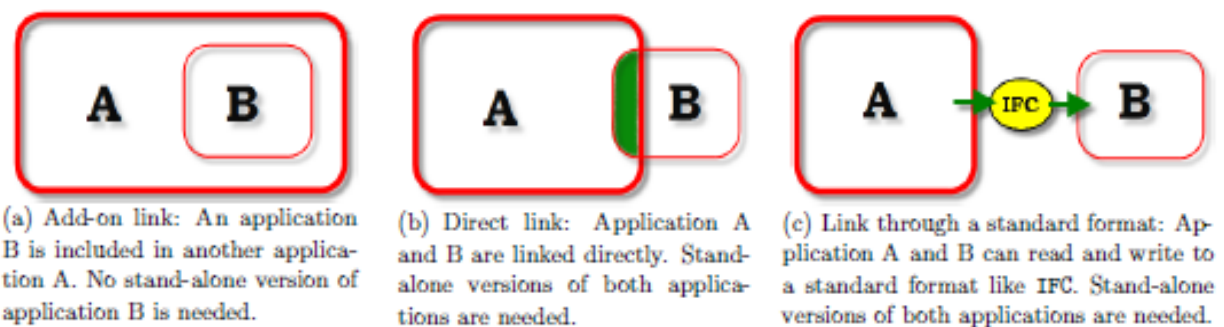 A
B
(a) Add-on link: An application
B is included in another applica-
tion A. No stand-alone version of
application B is needed.
A
B
(b) Direct link: Application A
and B are linked directly. Stand-
alone versions of both applica-
tions are needed.
A
IFC
B
(c) Link through a standard format: Ap-
plication A and B can read and write to
a standard format like IFC. Stand-alone
versions of both applications are needed.